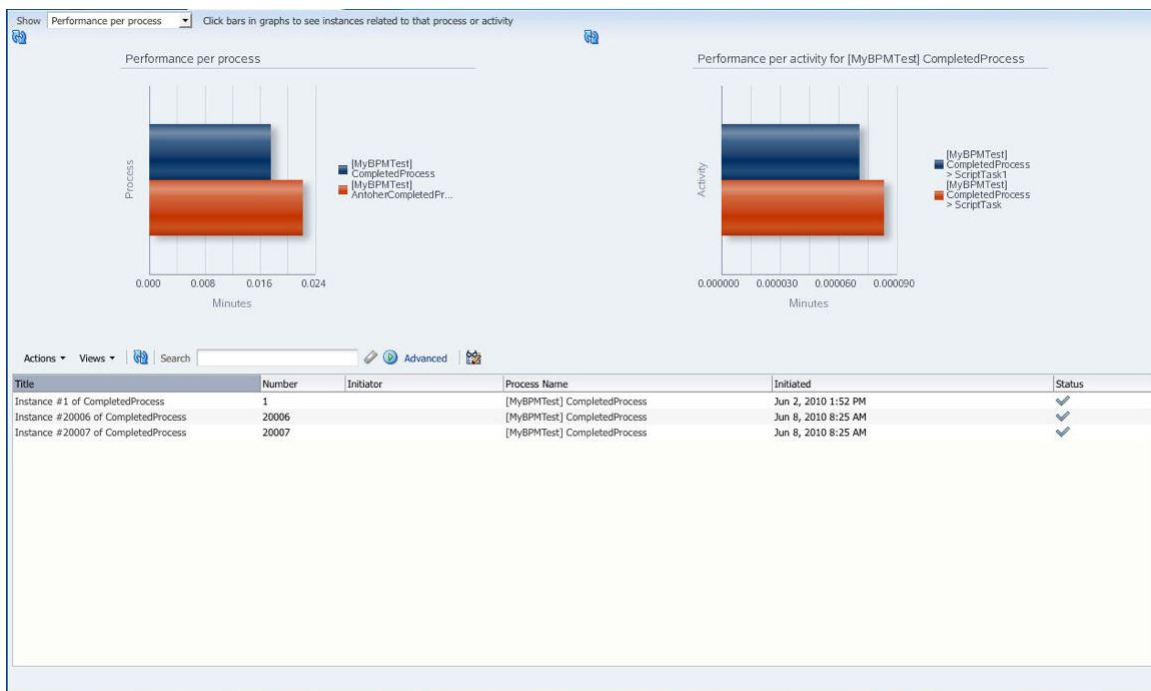 Show Performance per process Click bars in graphs to see instances related to that process or activity
Performance per process
Process
[MyBPMTest]
CompletedProcess
[MyBPMTest]
AntoherCompletedPr...
0.000 0.008 0.016 0.024
Minutes
Performance per activity for [MyBPMTest] CompletedProcess
Activity
[MyBPMTest]
CompletedProcess
> ScriptTask1
[MyBPMTest]
CompletedProcess
> ScriptTask
0.000000 0.000030 0.000060 0.000090
Minutes
Actions Views Search Advanced
Title Number Initiator Process Name Initiated Status
Instance #1 of CompletedProcess 1 [MyBPMTest] CompletedProcess Jun 2, 2010 1:52 PM
Instance #20006 of CompletedProcess 20006 [MyBPMTest] CompletedProcess Jun 8, 2010 8:25 AM
Instance #20007 of CompletedProcess 20007 [MyBPMTest] CompletedProcess Jun 8, 2010 8:25 AM